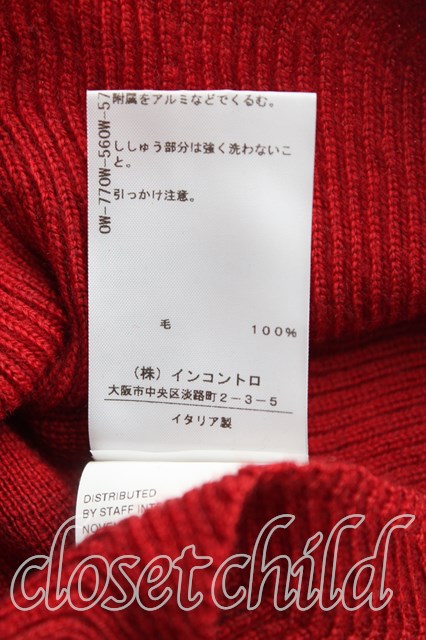 附属をアルミなどでくるむ。
ししゅう部分は強く洗わないこ
と。
引っかけ注意。
毛 100%
(株) インコントロ
大阪市中央区淡路町2-3-5
イタリア製
0W-770W-560W-57
DISTRIBUTED
BY STAFF INT
closet child